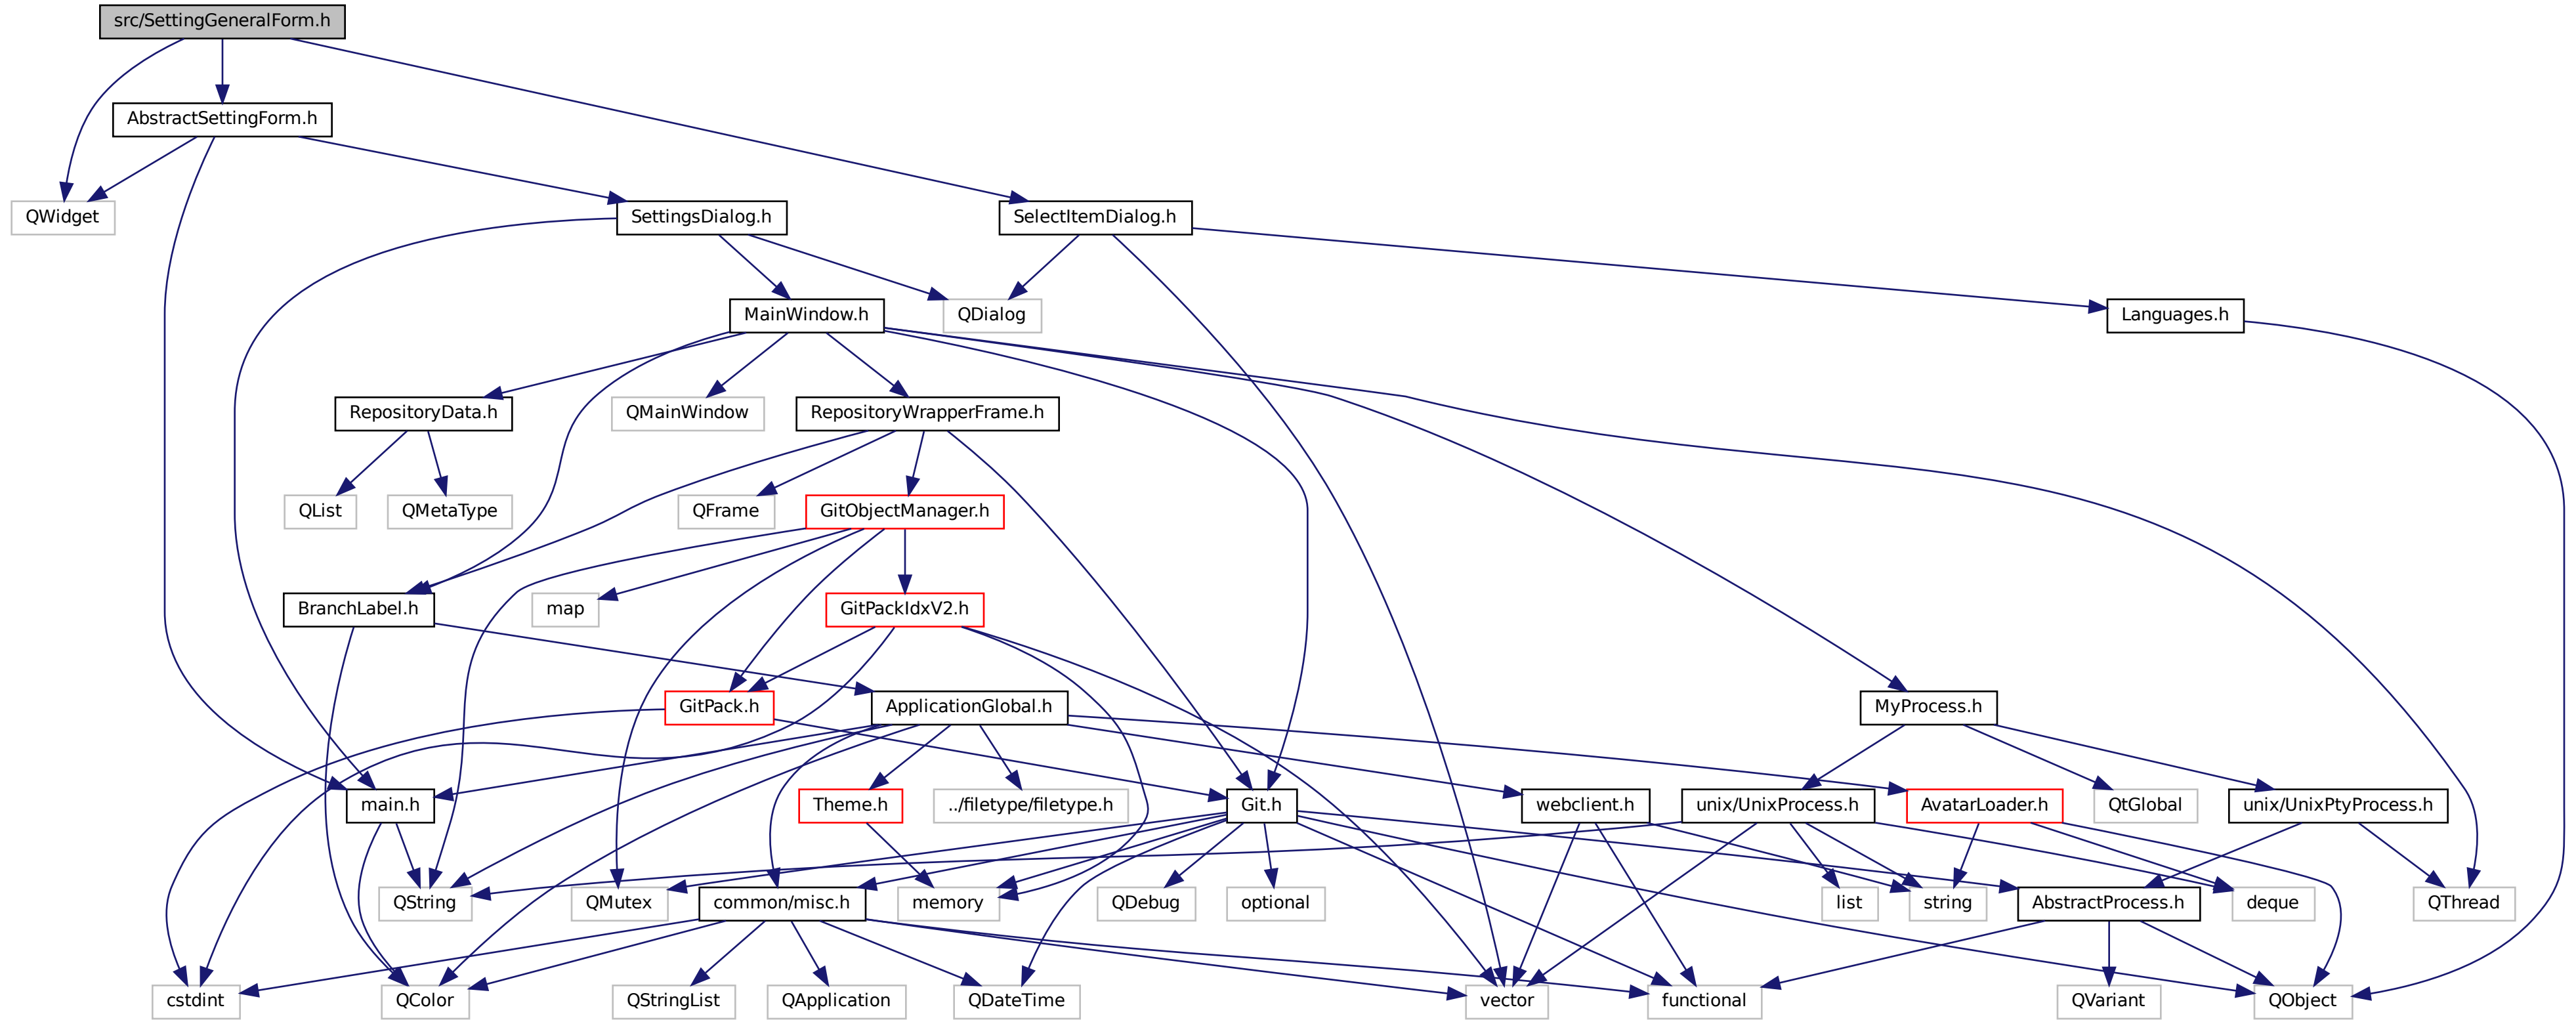 src/SettingGeneralForm.h
AbstractSettingForm.h
QWidget
SettingsDialog.h
SelectItemDialog.h
MainWindow.h
QDialog
Languages.h
RepositoryData.h
QMainWindow
RepositoryWrapperFrame.h
QList
QMetaType
QFrame
GitObjectManager.h
BranchLabel.h
map
GitPackIdxV2.h
GitPack.h
ApplicationGlobal.h
MyProcess.h
main.h
Theme.h
../filetype/filetype.h
Git.h
webclient.h
unix/UnixProcess.h
AvatarLoader.h
QtGlobal
unix/UnixPtyProcess.h
QString
QMutex
common/misc.h
memory
QDebug
optional
list
string
AbstractProcess.h
deque
QThread
cstdint
QColor
QStringList
QApplication
QDateTime
vector
functional
QVariant
QObject